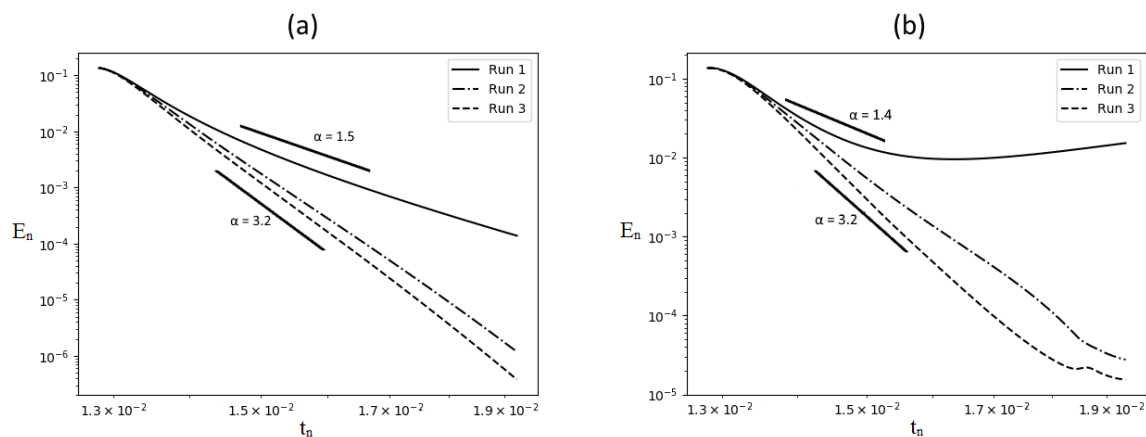 (a)
10⁻¹
10⁻²
10⁻³
10⁻⁴
10⁻⁵
10⁻⁶
Eₙ
Run 1
Run 2
Run 3
α = 1.5
α = 3.2
1.3 × 10⁻²
1.5 × 10⁻²
1.7 × 10⁻²
1.9 × 10⁻²
tₙ
(b)
10⁻¹
10⁻²
10⁻³
10⁻⁴
10⁻⁵
Eₙ
Run 1
Run 2
Run 3
α = 1.4
α = 3.2
1.3 × 10⁻²
1.5 × 10⁻²
1.7 × 10⁻²
1.9 × 10⁻²
tₙ